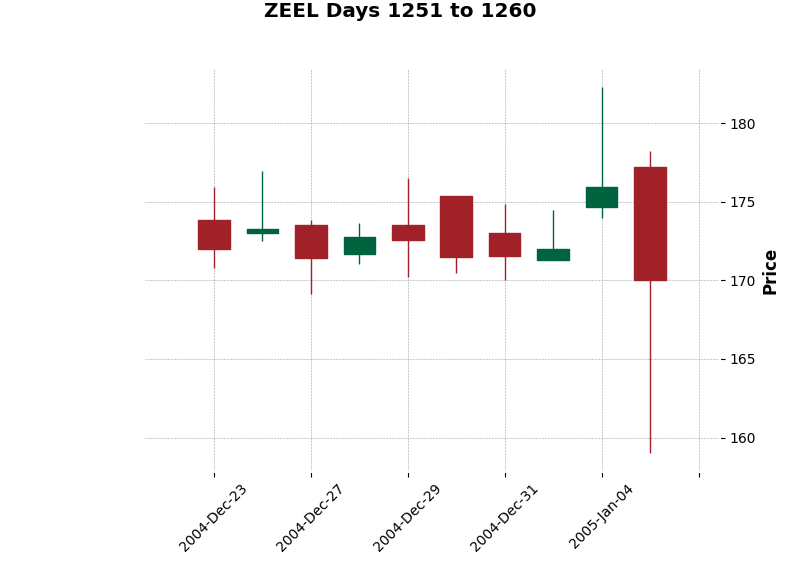 ZEEL Days 1251 to 1260
180
175
170
165
160
Price
2004-Dec-23
2004-Dec-27
2004-Dec-29
2004-Dec-31
2005-Jan-04